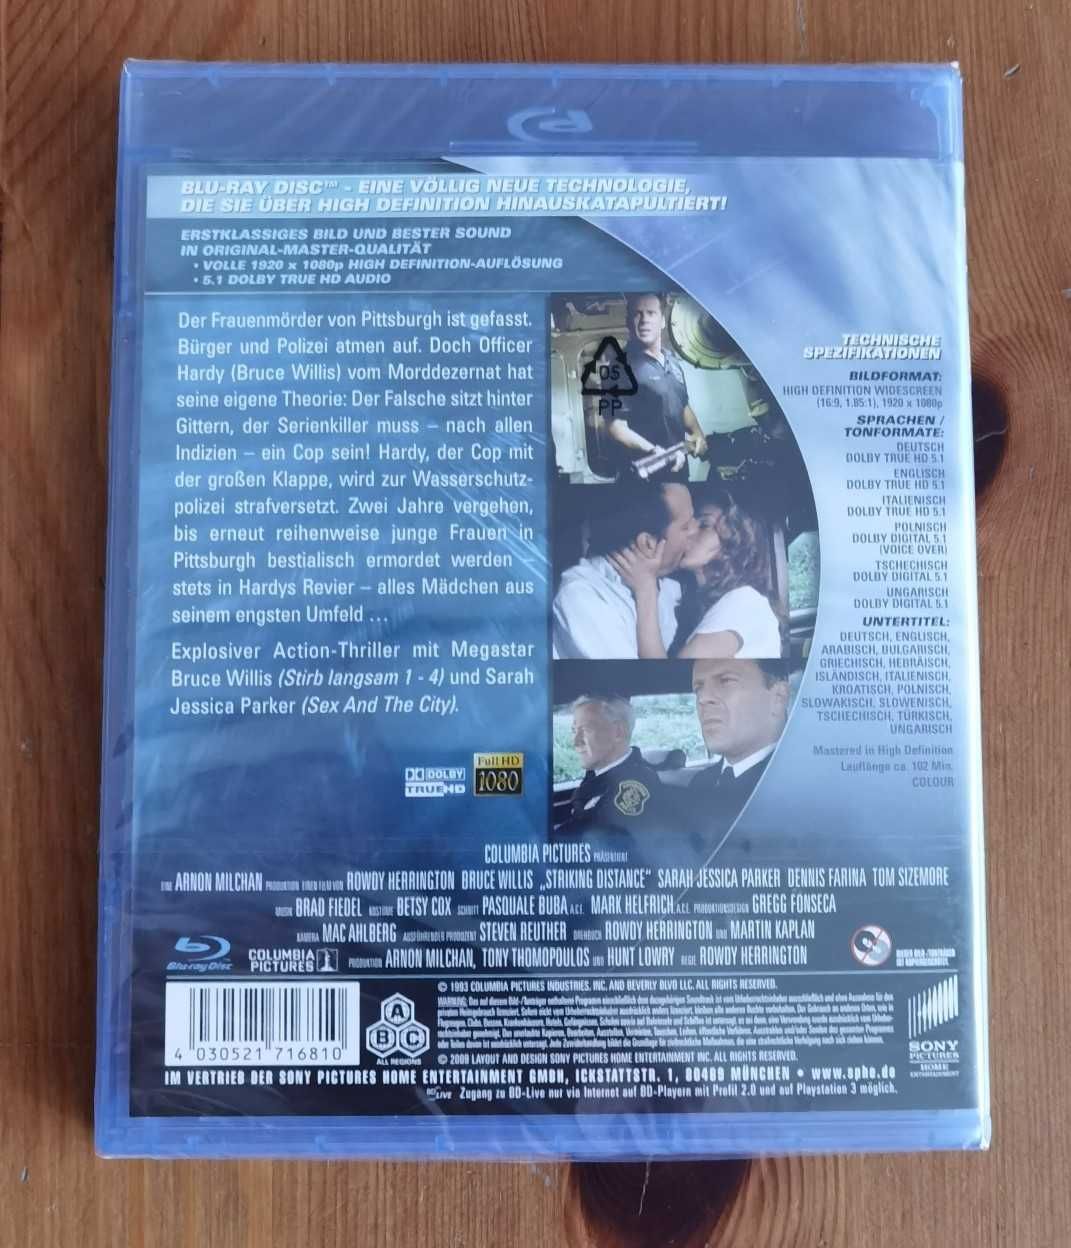 BLU-RAY DISC™ - EINE VÖLLIG NEUE TECHNOLOGIE,
DIE SIE ÜBER HIGH DEFINITION HINAUSKATAPULTIERT!
ERSTKLASSIGES BILD UND BESTER SOUND
IN ORIGINAL-MASTER-QUALITÄT
• VOLLE 1920 x 1080p HIGH DEFINITION-AUFLÖSUNG
• 5.1 DOLBY TRUE HD AUDIO
Der Frauenmörder von Pittsburgh ist gefasst.
Bürger und Polizei atmen auf. Doch Officer
Hardy (Bruce Willis) vom Morddezernat hat
seine eigene Theorie: Der Falsche sitzt hinter
Gittern, der Serienkiller muss – nach allen
Indizien – ein Cop sein! Hardy, der Cop mit
der großen Klappe, wird zur Wasserschutz-
polizei strafversetzt. Zwei Jahre vergehen,
bis erneut reihenweise junge Frauen in
Pittsburgh bestialisch ermordet werden –
stets in Hardys Revier – alles Mädchen aus
seinem engsten Umfeld ...
Explosiver Action-Thriller mit Megastar
Bruce Willis (Stirb langsam 1 - 4) und Sarah
Jessica Parker (Sex And The City).
05
PP
TECHNISCHE
SPEZIFIKATIONEN
BILDFORMAT:
HIGH DEFINITION WIDESCREEN
(16:9, 1.85:1), 1920 x 1080p
SPRACHEN /
TONFORMATE:
DEUTSCH
DOLBY TRUE HD 5.1
ENGLISCH
DOLBY TRUE HD 5.1
ITALIENISCH
DOLBY TRUE HD 5.1
POLNISCH
DOLBY DIGITAL 5.1
(VOICE OVER)
TSCHECHISCH
DOLBY DIGITAL 5.1
UNGARISCH
DOLBY DIGITAL 5.1
UNTERTITEL:
DEUTSCH, ENGLISCH,
ARABISCH, BULGARISCH,
GRIECHISCH, HEBRÄISCH,
ISLÄNDISCH, ITALIENISCH,
KROATISCH, POLNISCH,
SLOWAKISCH, SLOWENISCH,
TSCHECHISCH, TÜRKISCH,
UNGARISCH
Mastered in High Definition
Lauflänge ca. 102 Min.
COLOUR
DOLBY
TRUEHD
Full HD
1080
COLUMBIA PICTURES PRÄSENTIERT
EINE ARNON MILCHAN PRODUKTION EINEN FILM VON ROWDY HERRINGTON BRUCE WILLIS „STRIKING DISTANCE“ SARAH JESSICA PARKER DENNIS FARINA TOM SIZEMORE
MUSIK BRAD FIEDEL KOSTÜME BETSY COX SCHNITT PASQUALE BUBA A.C.E. MARK HELFRICH, A.C.E. PRODUKTIONSDESIGN GREGG FONSECA
KAMERA MAC AHLBERG AUSFÜHRENDER PRODUZENT STEVEN REUTHER DREHBUCH ROWDY HERRINGTON UND MARTIN KAPLAN
PRODUKTION ARNON MILCHAN, TONY THOMOPOULOS UND HUNT LOWRY REGIE ROWDY HERRINGTON
Blu-ray Disc
COLUMBIA
PICTURES
DIESER BILD-/TONTRÄGER
IST KOPIERGESCHÜTZT.
© 1993 COLUMBIA PICTURES INDUSTRIES, INC. AND BEVERLY BLVD LLC. ALL RIGHTS RESERVED.
© 2009 LAYOUT AND DESIGN SONY PICTURES HOME ENTERTAINMENT INC. ALL RIGHTS RESERVED.
4 030521 716810
A
B C
ALL REGIONS
SONY
PICTURES
HOME
ENTERTAINMENT
IM VERTRIEB DER SONY PICTURES HOME ENTERTAINMENT GMBH, ICKSTATTSTR. 1, 80469 MÜNCHEN • www.sphe.de
BD LIVE Zugang zu BD-Live nur via Internet auf BD-Playern mit Profil 2.0 und auf Playstation 3 möglich.